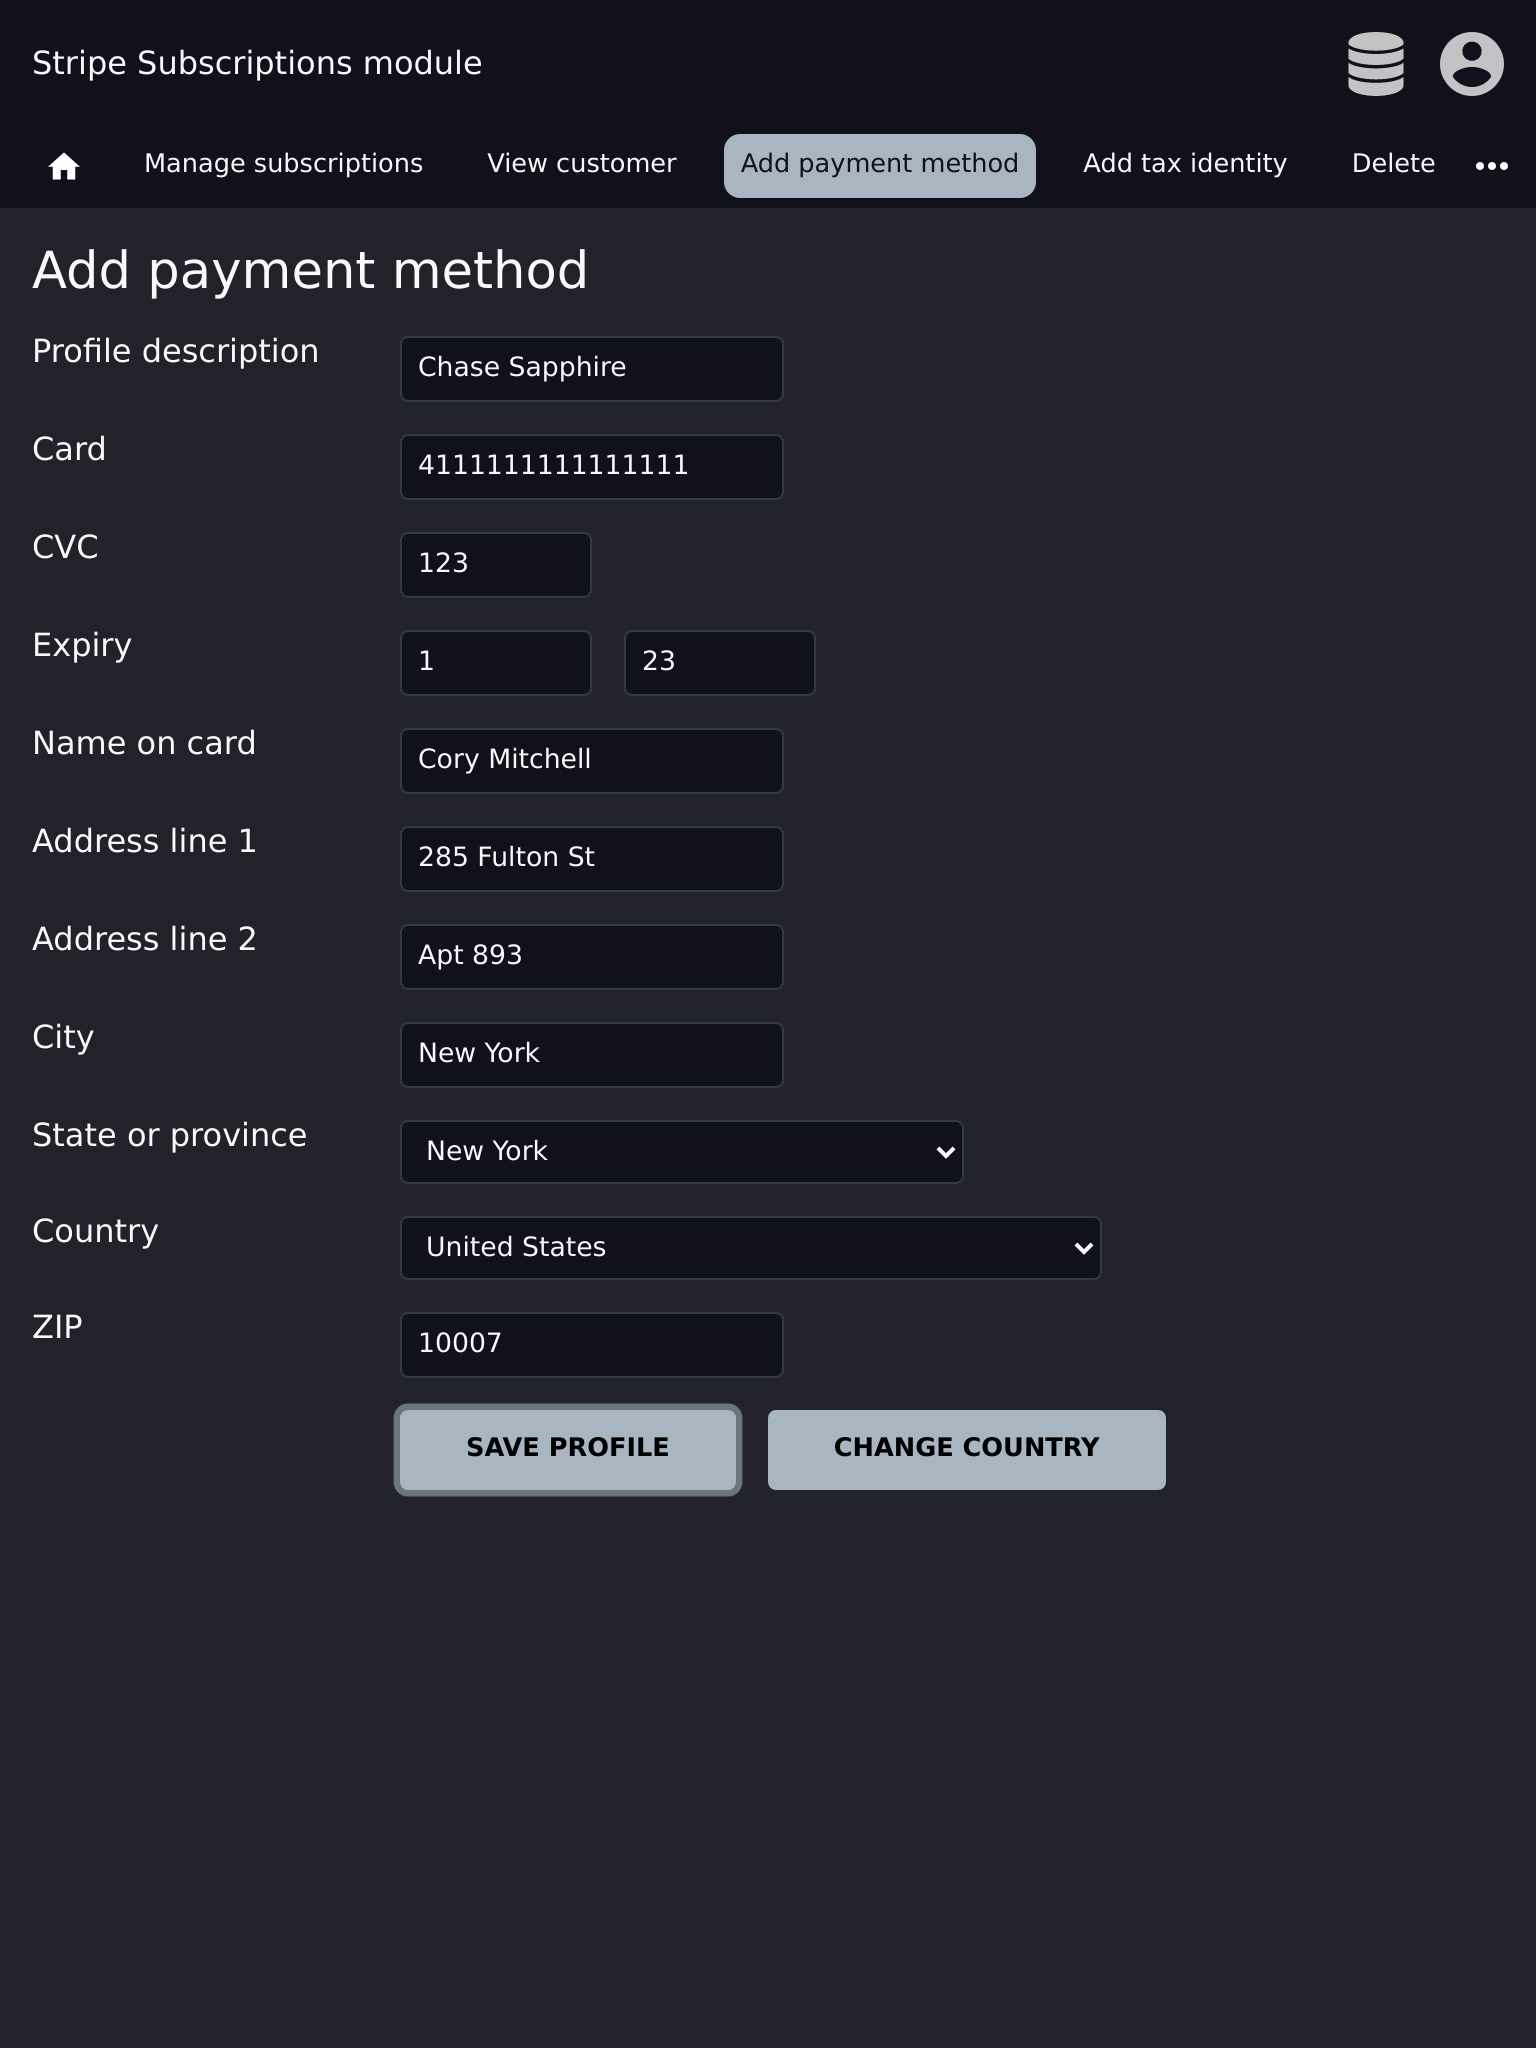 Stripe Subscriptions module
Manage subscriptions View customer Add payment method Add tax identity Delete
Add payment method
Profile description Chase Sapphire
Card 4111111111111111
CVC 123
Expiry 1 23
Name on card Cory Mitchell
Address line 1 285 Fulton St
Address line 2 Apt 893
City New York
State or province New York
Country United States
ZIP 10007
SAVE PROFILE CHANGE COUNTRY